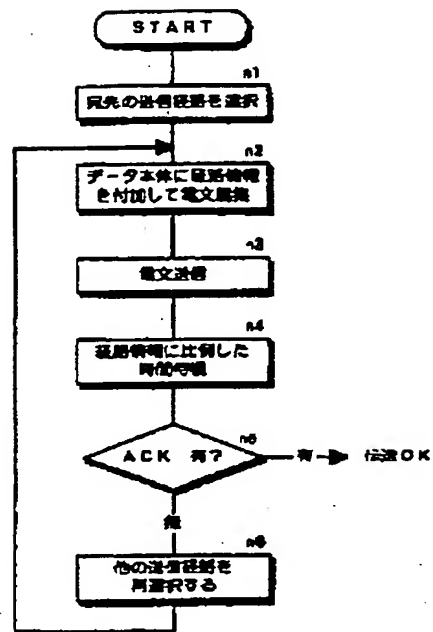 START
n1
宛先の送信経路を選択
n2
データ本体に経路情報
を付加して電文編集
n3
電文送信
n4
経路情報に比例した
時間待機
n5
ACK 有?
有
伝達OK
無
n6
他の送信経路を
再選択する